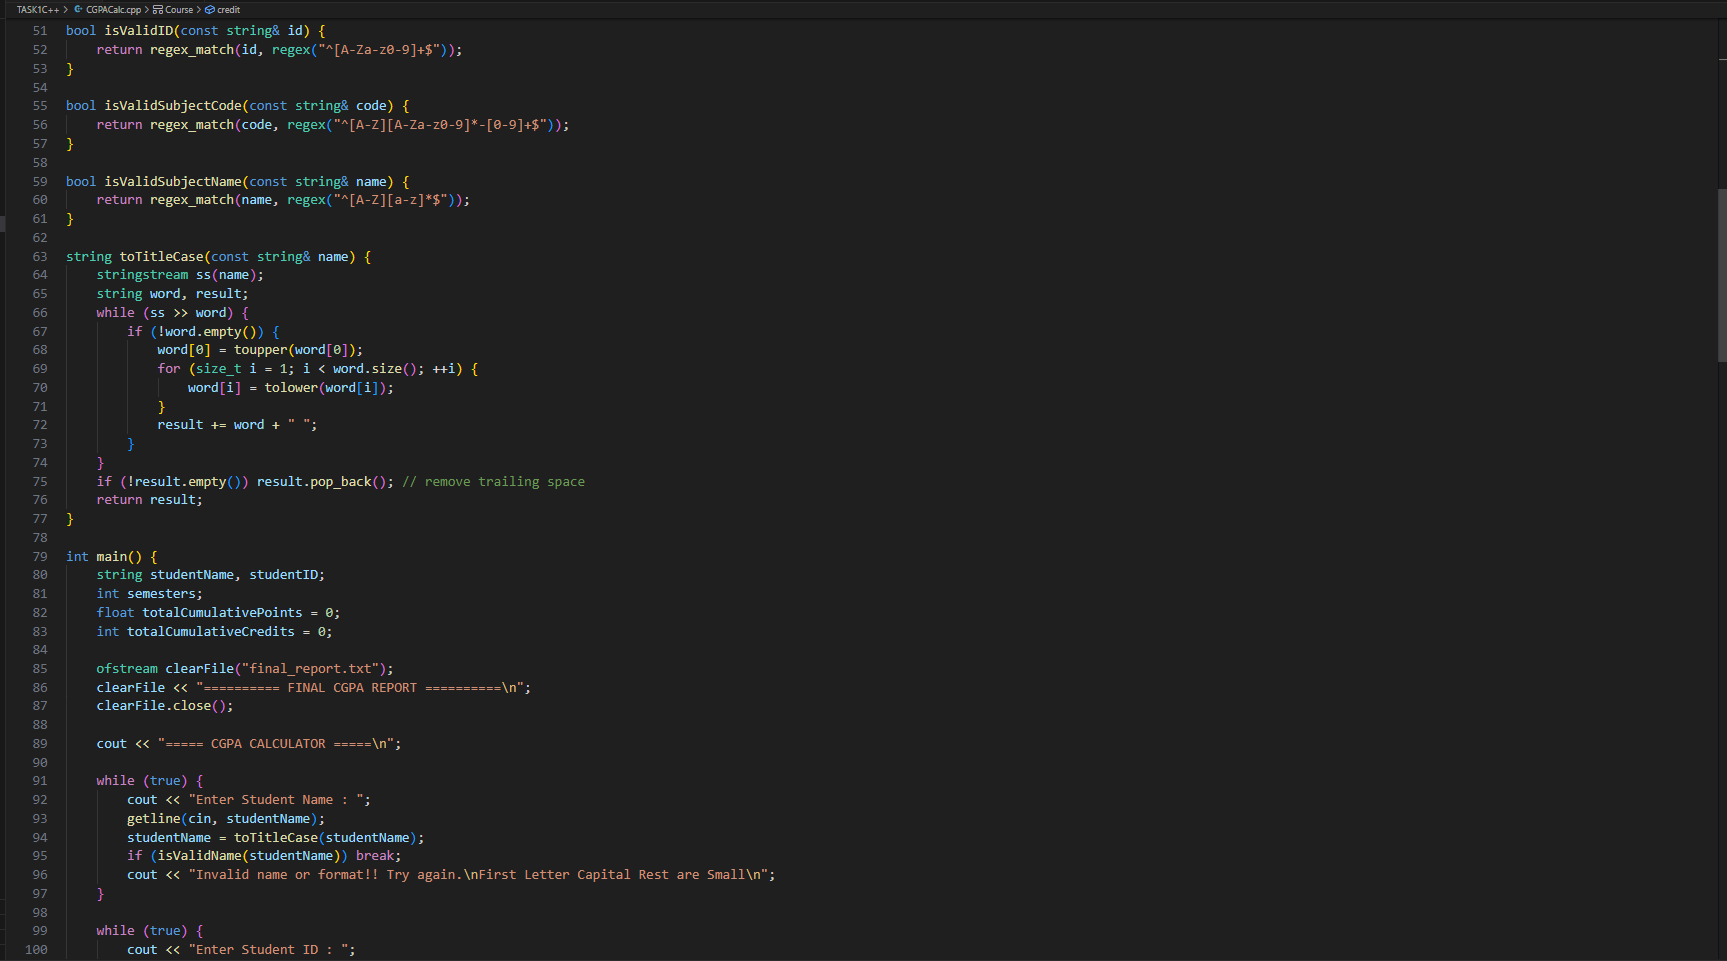 TASK1C++ > CGPACalc.cpp > Course > credit
51 bool isValidID(const string& id) {
52     return regex_match(id, regex("^[A-Za-z0-9]+$"));
53 }
54
55 bool isValidSubjectCode(const string& code) {
56     return regex_match(code, regex("^[A-Z][A-Za-z0-9]*-[0-9]+$"));
57 }
58
59 bool isValidSubjectName(const string& name) {
60     return regex_match(name, regex("^[A-Z][a-z]*$"));
61 }
62
63 string toTitleCase(const string& name) {
64     stringstream ss(name);
65     string word, result;
66     while (ss >> word) {
67         if (!word.empty()) {
68             word[0] = toupper(word[0]);
69             for (size_t i = 1; i < word.size(); ++i) {
70                 word[i] = tolower(word[i]);
71             }
72             result += word + " ";
73         }
74     }
75     if (!result.empty()) result.pop_back(); // remove trailing space
76     return result;
77 }
78
79 int main() {
80     string studentName, studentID;
81     int semesters;
82     float totalCumulativePoints = 0;
83     int totalCumulativeCredits = 0;
84
85     ofstream clearFile("final_report.txt");
86     clearFile << "========== FINAL CGPA REPORT ==========\n";
87     clearFile.close();
88
89     cout << "===== CGPA CALCULATOR =====\n";
90
91     while (true) {
92         cout << "Enter Student Name : ";
93         getline(cin, studentName);
94         studentName = toTitleCase(studentName);
95         if (isValidName(studentName)) break;
96         cout << "Invalid name or format!! Try again.\nFirst Letter Capital Rest are Small\n";
97     }
98
99     while (true) {
100         cout << "Enter Student ID : ";